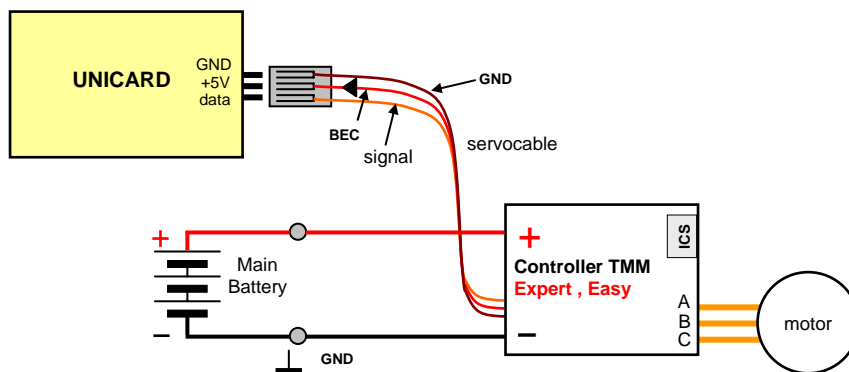 UNICARD
GND
+5V
data
GND
BEC
signal
servocable
+
Main
Battery
−
GND
+
ICS
Controller TMM
Expert , Easy
−
A
B
C
motor